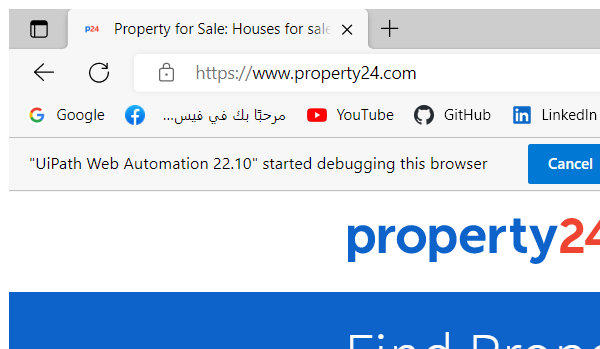 p24 Property for Sale: Houses for sale
https://www.property24.com
Google مرحبًا بك في فيس... YouTube GitHub LinkedIn
"UiPath Web Automation 22.10" started debugging this browser Cancel
property24
Find Prope